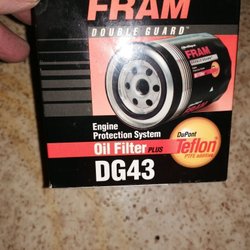 FRAM
DOUBLE GUARD
FRAM
Engine
Protection System
Oil Filter PLUS
DG43
DuPont
Teflon
PTFE additive